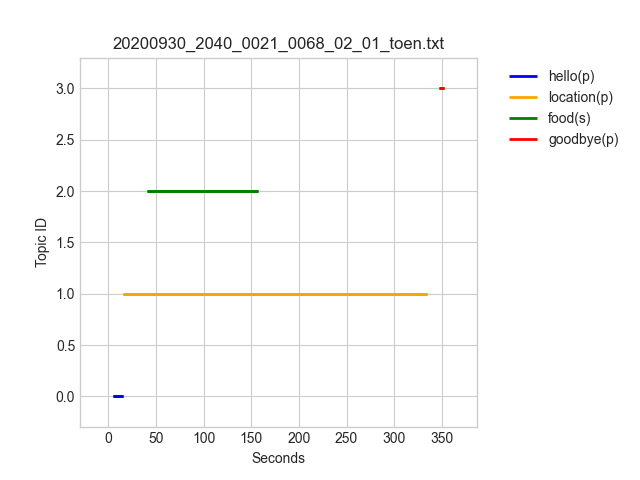 20200930_2040_0021_0068_02_01_toen.txt
hello(p)
location(p)
food(s)
goodbye(p)
Topic ID
3.0
2.5
2.0
1.5
1.0
0.5
0.0
0 50 100 150 200 250 300 350
Seconds